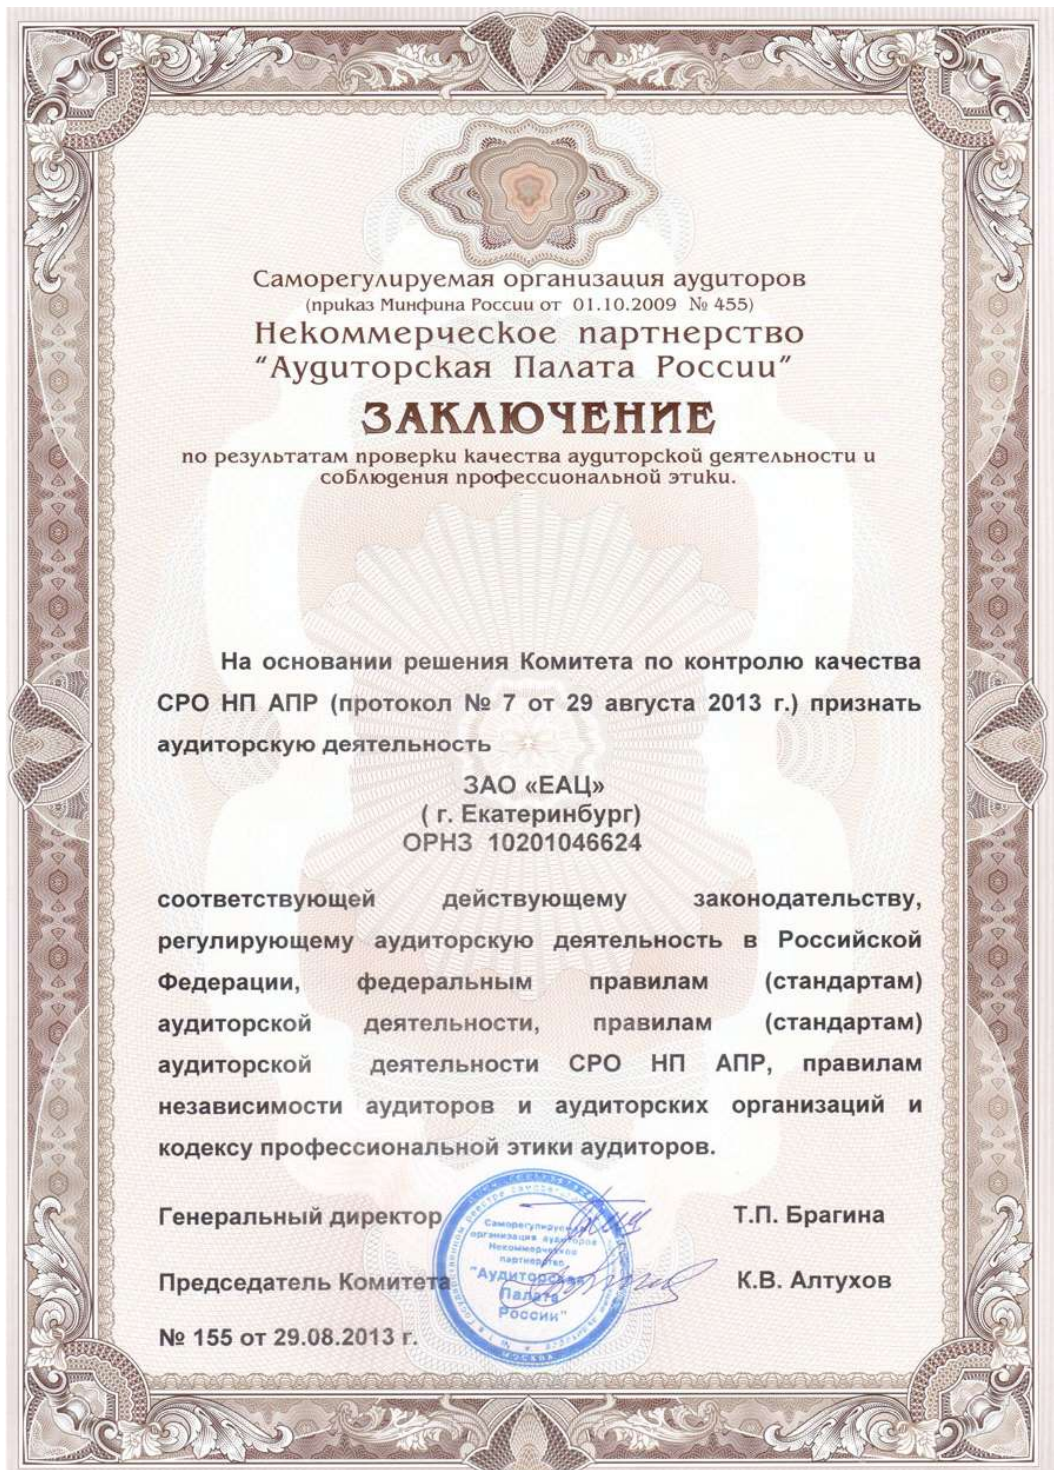 Саморегулируемая организация аудиторов
(приказ Минфина России от 01.10.2009 № 455)
Некоммерческое партнерство
“Аудиторская Палата России”
ЗАКЛЮЧЕНИЕ
по результатам проверки качества аудиторской деятельности и
соблюдения профессиональной этики.
На основании решения Комитета по контролю качества
СРО НП АПР (протокол № 7 от 29 августа 2013 г.) признать
аудиторскую деятельность
ЗАО «ЕАЦ»
( г. Екатеринбург)
ОРНЗ 10201046624
соответствующей действующему законодательству,
регулирующему аудиторскую деятельность в Российской
Федерации, федеральным правилам (стандартам)
аудиторской деятельности, правилам (стандартам)
аудиторской деятельности СРО НП АПР, правилам
независимости аудиторов и аудиторских организаций и
кодексу профессиональной этики аудиторов.
Генеральный директор Т.П. Брагина
Председатель Комитета К.В. Алтухов
№ 155 от 29.08.2013 г.
Саморегулируемая
организация аудиторов
Некоммерческое
партнерство
"Аудиторская
Палата
России"
МОСКВА